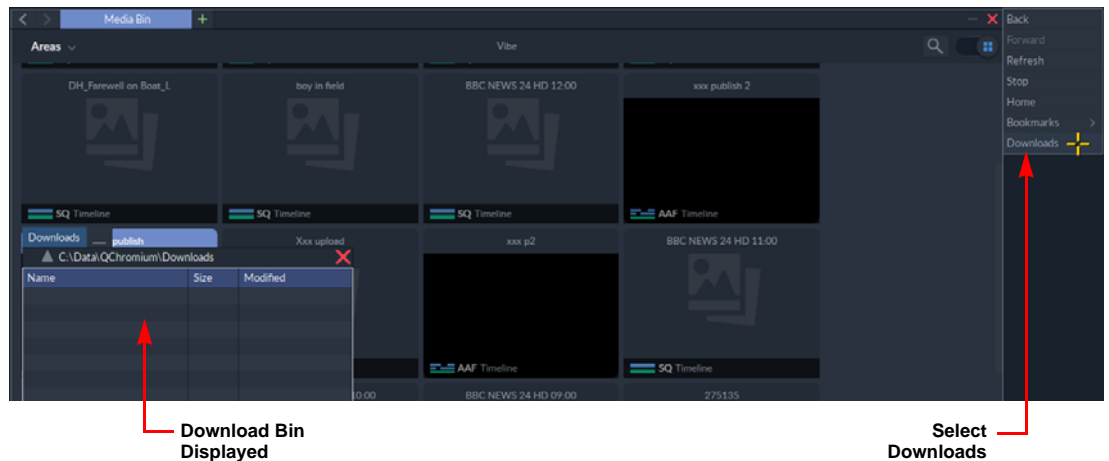 Media Bin
+
Back
Areas
Vibe
Forward
Refresh
Stop
Home
Bookmarks
Downloads
DH_Farewell on Boat_L
boy in field
BBC NEWS 24 HD 12:00
xxx publish 2
SQ Timeline
SQ Timeline
SQ Timeline
AAF Timeline
Downloads
publish
Xxx upload
xxx p2
BBC NEWS 24 HD 11:00
C:\Data\QChromium\Downloads
Name
Size
Modified
AAF Timeline
SQ Timeline
0:00
BBC NEWS 24 HD 09:00
275135
Download Bin
Displayed
Select
Downloads